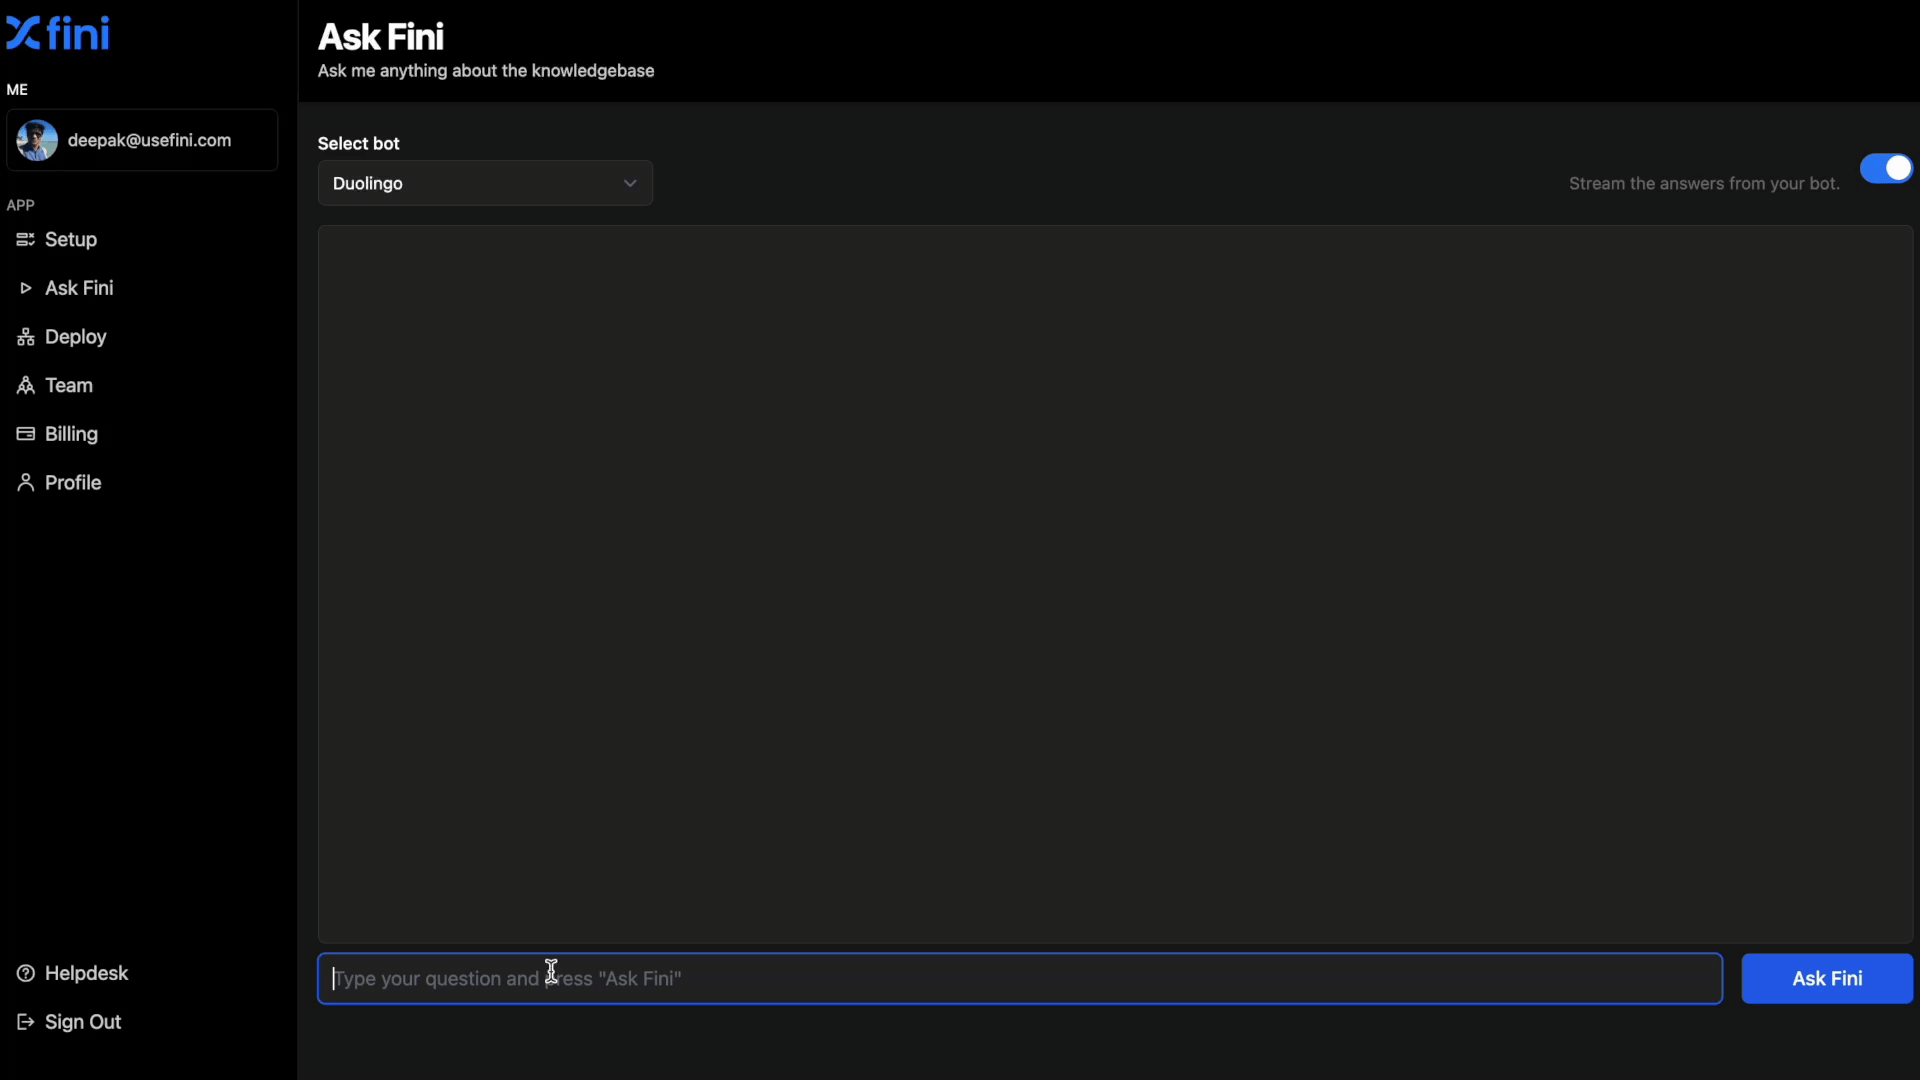 fini
ME
deepak@usefini.com
APP
Setup
Ask Fini
Deploy
Team
Billing
Profile
Helpdesk
Sign Out
Ask Fini
Ask me anything about the knowledgebase
Select bot
Duolingo
Stream the answers from your bot.
Type your question and press "Ask Fini"
Ask Fini